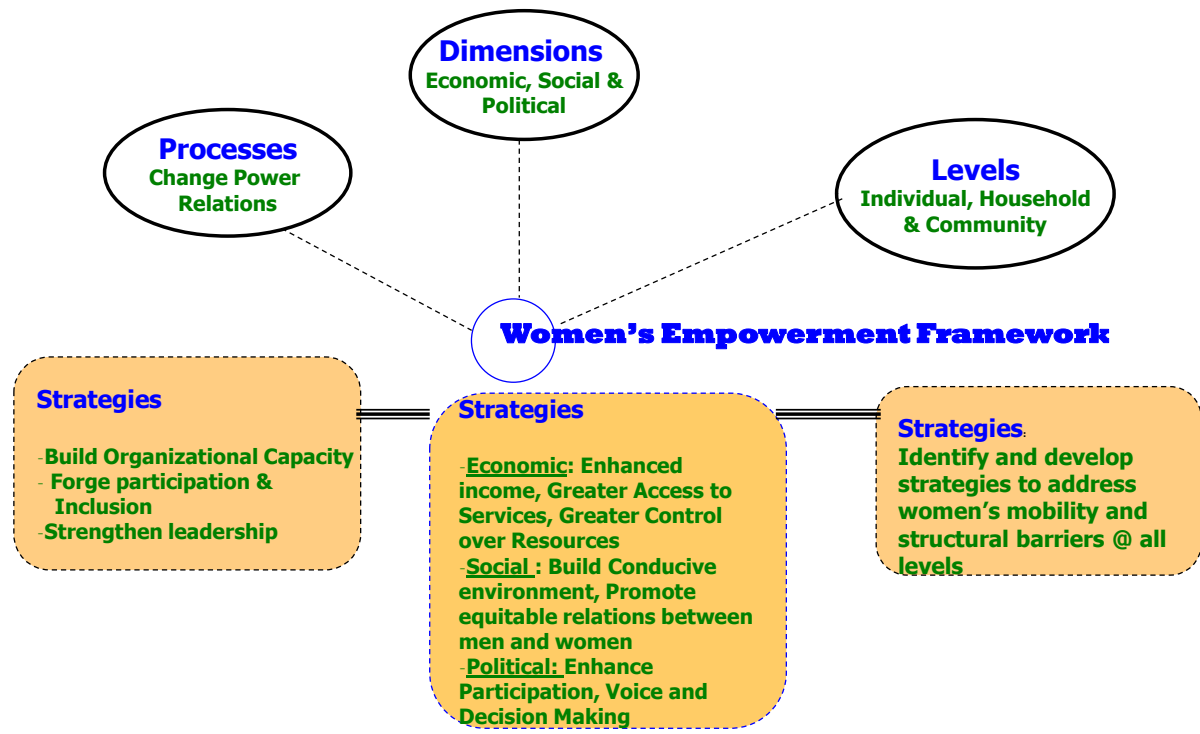 Dimensions
Economic, Social &
Political
Processes
Change Power
Relations
Levels
Individual, Household
& Community
Women’s Empowerment Framework
Strategies
-Build Organizational Capacity
- Forge participation &
Inclusion
-Strengthen leadership
Strategies
-Economic: Enhanced
income, Greater Access to
Services, Greater Control
over Resources
-Social : Build Conducive
environment, Promote
equitable relations between
men and women
-Political: Enhance
Participation, Voice and
Decision Making
Strategies:
Identify and develop
strategies to address
women’s mobility and
structural barriers @ all
levels